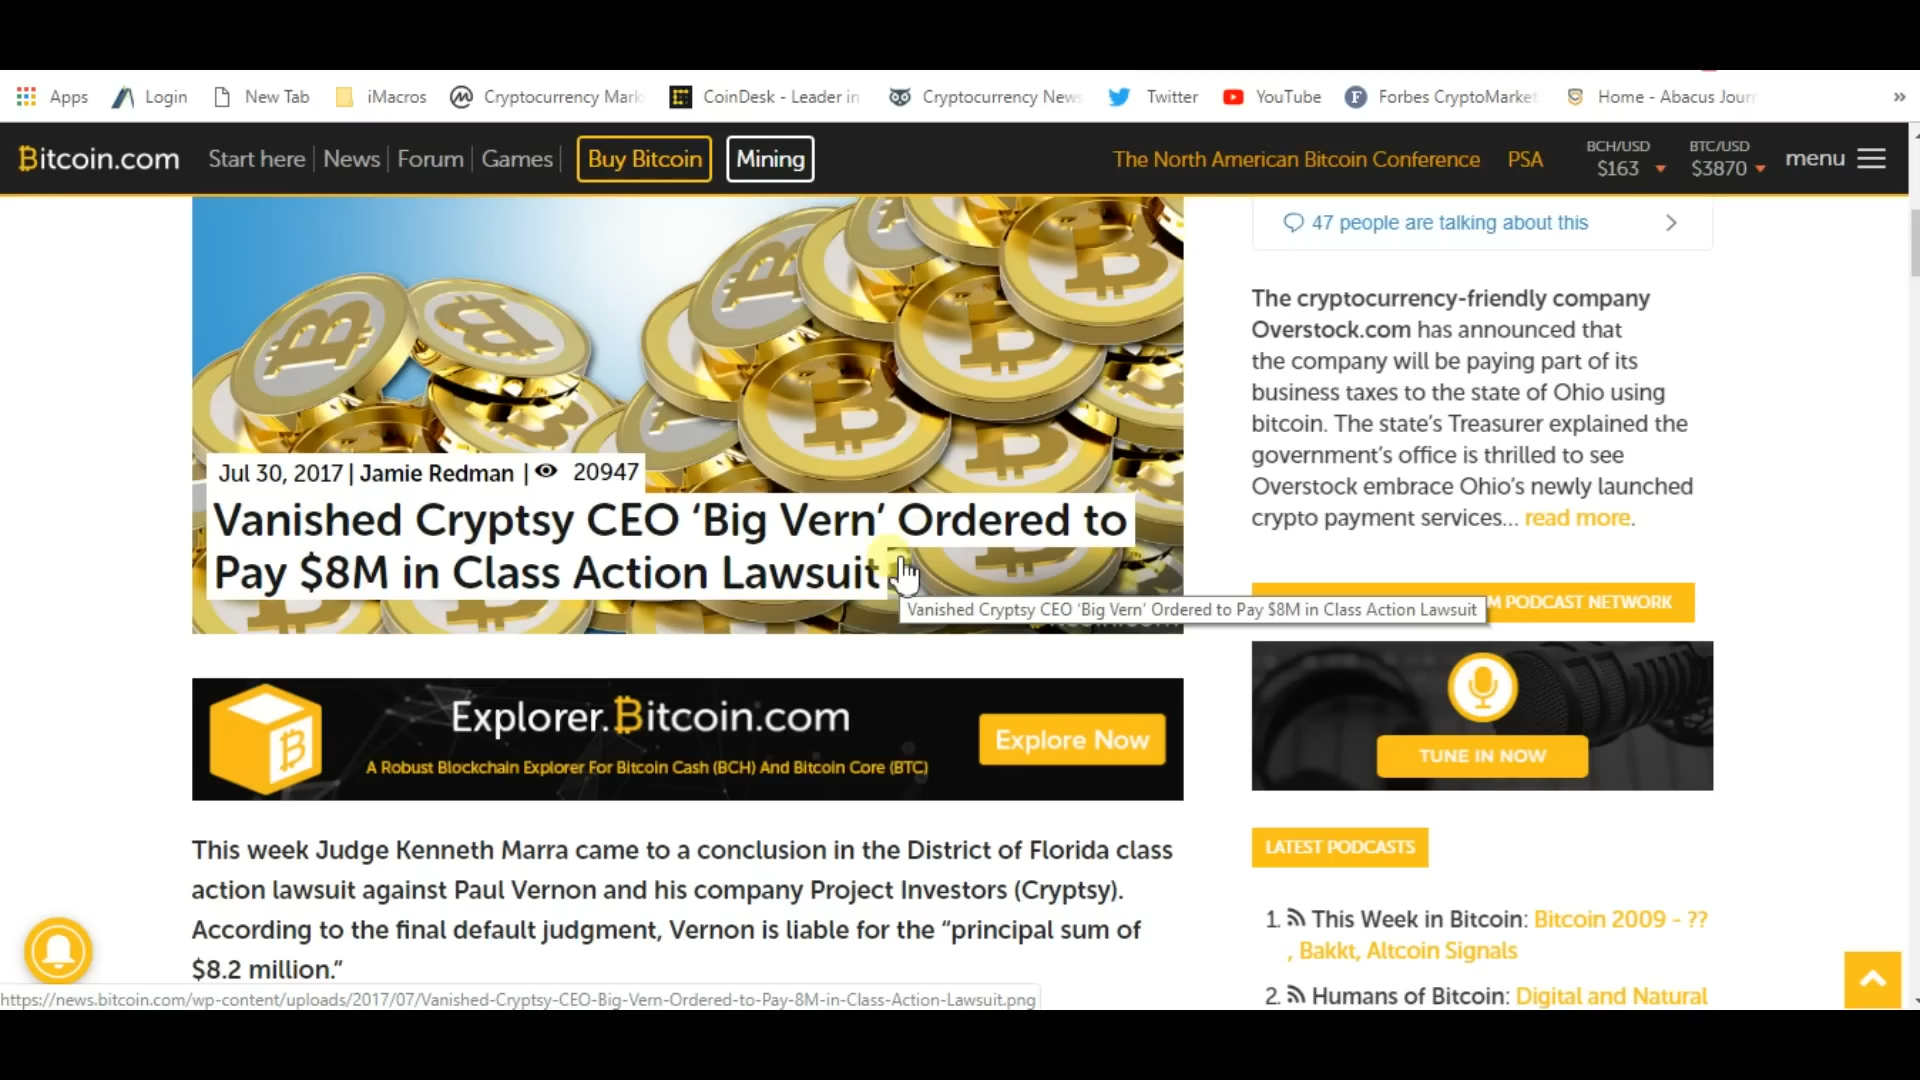 Apps
Login
New Tab
iMacros
Cryptocurrency Mark
CoinDesk - Leader in
Cryptocurrency News
Twitter
YouTube
Forbes CryptoMarket
Home - Abacus Jour
»
Bitcoin.com
Start here
News
Forum
Games
Buy Bitcoin
Mining
The North American Bitcoin Conference
PSA
BCH/USD
$163
BTC/USD
$3870
menu
Jul 30, 2017 | Jamie Redman | 20947
Vanished Cryptsy CEO ‘Big Vern’ Ordered to
Pay $8M in Class Action Lawsuit
Vanished Cryptsy CEO ‘Big Vern’ Ordered to Pay $8M in Class Action Lawsuit
Explorer.Bitcoin.com
A Robust Blockchain Explorer For Bitcoin Cash (BCH) And Bitcoin Core (BTC)
Explore Now
This week Judge Kenneth Marra came to a conclusion in the District of Florida class
action lawsuit against Paul Vernon and his company Project Investors (Cryptsy).
According to the final default judgment, Vernon is liable for the “principal sum of
$8.2 million.”
https://news.bitcoin.com/wp-content/uploads/2017/07/Vanished-Cryptsy-CEO-Big-Vern-Ordered-to-Pay-8M-in-Class-Action-Lawsuit.png
47 people are talking about this
The cryptocurrency-friendly company
Overstock.com has announced that
the company will be paying part of its
business taxes to the state of Ohio using
bitcoin. The state’s Treasurer explained the
government’s office is thrilled to see
Overstock embrace Ohio’s newly launched
crypto payment services... read more.
M PODCAST NETWORK
TUNE IN NOW
LATEST PODCASTS
1. This Week in Bitcoin: Bitcoin 2009 - ??
, Bakkt, Altcoin Signals
2. Humans of Bitcoin: Digital and Natural